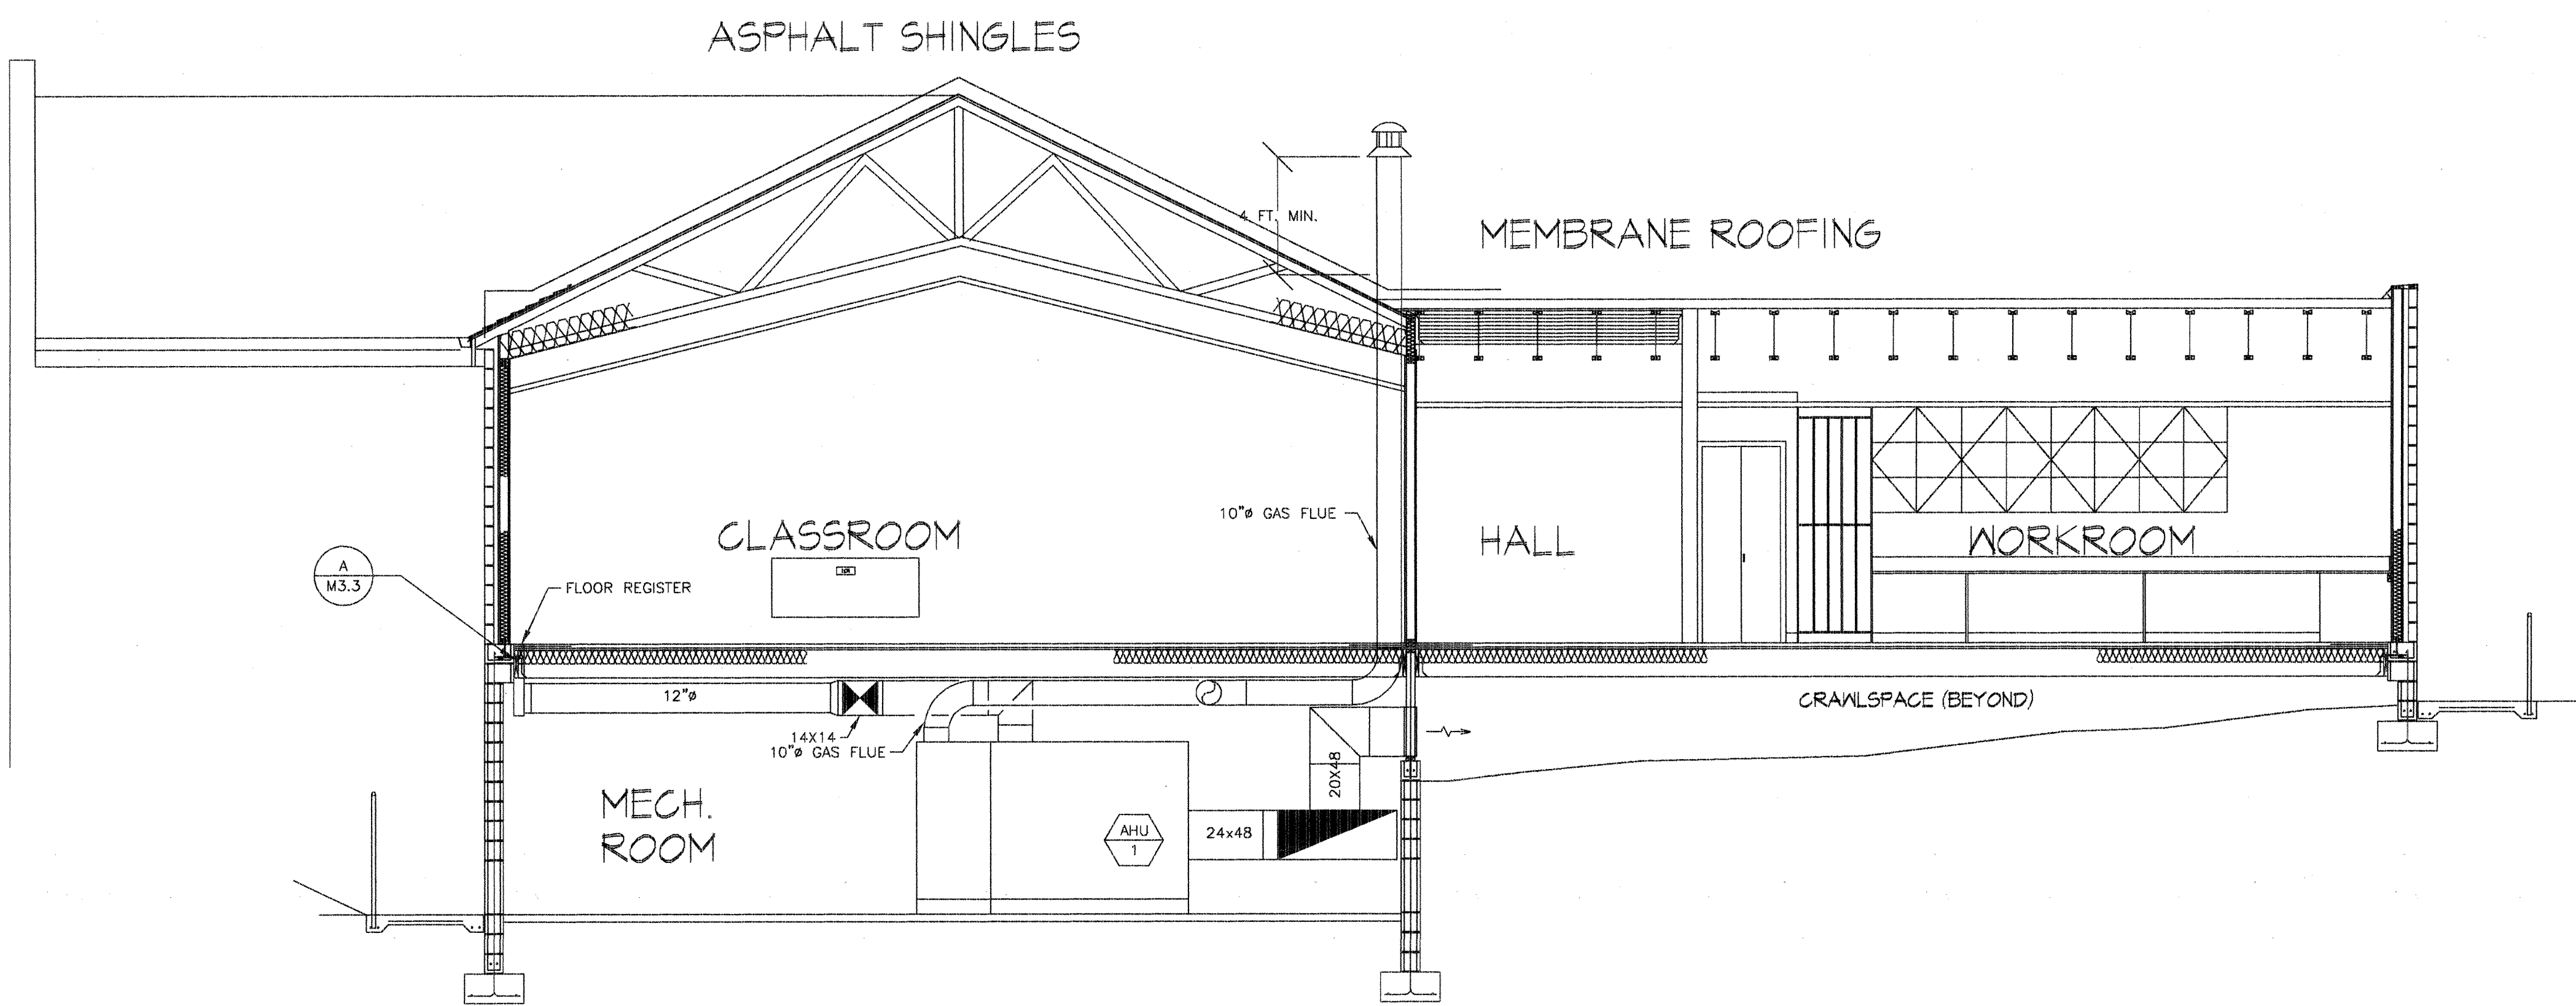 ASPHALT SHINGLES
4 FT. MIN.
MEMBRANE ROOFING
10"ø GAS FLUE
CLASSROOM
HALL
WORKROOM
A
M3.3
FLOOR REGISTER
12"ø
14X14
10"ø GAS FLUE
CRAWLSPACE (BEYOND)
20X48
MECH.
ROOM
AHU
1
24x48